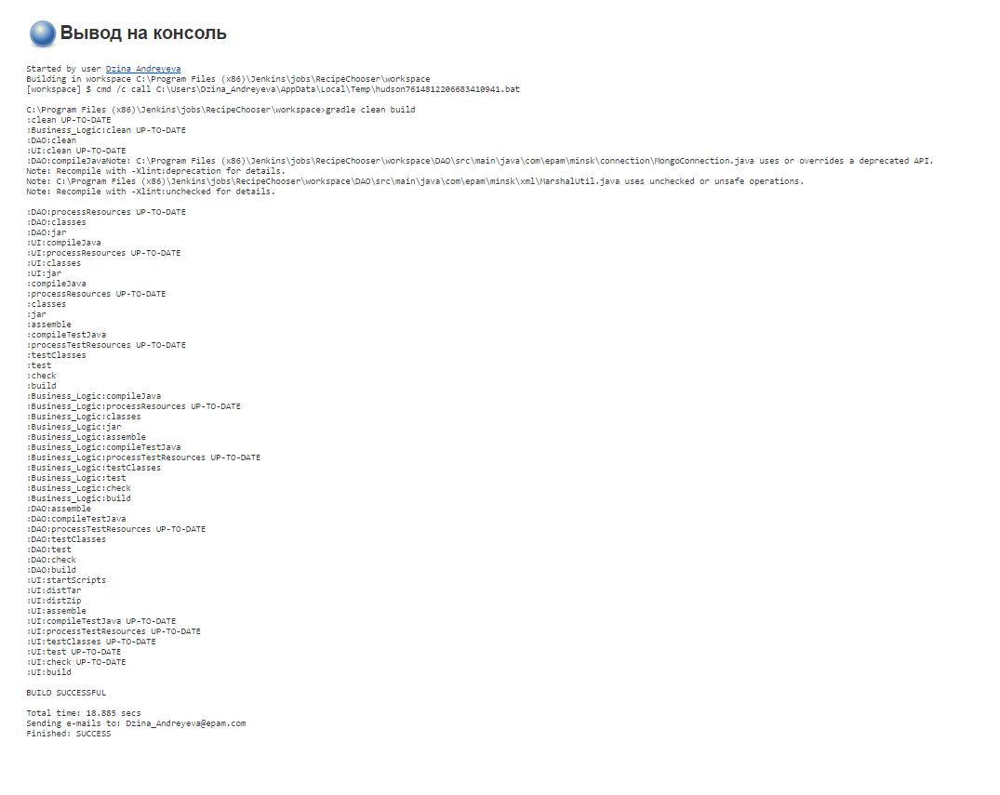 Вывод на консоль
Started by user Dzina Andreyeva
Building in workspace C:\Program Files (x86)\Jenkins\jobs\RecipeChooser\workspace
[workspace] $ cmd /c call C:\Users\Dzina_Andreyeva\AppData\Local\Temp\hudson7614812206683410941.bat
C:\Program Files (x86)\Jenkins\jobs\RecipeChooser\workspace>gradle clean build
:clean UP-TO-DATE
:Business_Logic:clean UP-TO-DATE
:DAO:clean
:UI:clean UP-TO-DATE
:DAO:compileJavaNote: C:\Program Files (x86)\Jenkins\jobs\RecipeChooser\workspace\DAO\src\main\java\com\epam\minsk\connection\MongoConnection.java uses or overrides a deprecated API.
Note: Recompile with -Xlint:deprecation for details.
Note: C:\Program Files (x86)\Jenkins\jobs\RecipeChooser\workspace\DAO\src\main\java\com\epam\minsk\xml\MarshalUtil.java uses unchecked or unsafe operations.
Note: Recompile with -Xlint:unchecked for details.
:DAO:processResources UP-TO-DATE
:DAO:classes
:DAO:jar
:UI:compileJava
:UI:processResources UP-TO-DATE
:UI:classes
:UI:jar
:compileJava
:processResources UP-TO-DATE
:classes
:jar
:assemble
:compileTestJava
:processTestResources UP-TO-DATE
:testClasses
:test
:check
:build
:Business_Logic:compileJava
:Business_Logic:processResources UP-TO-DATE
:Business_Logic:classes
:Business_Logic:jar
:Business_Logic:assemble
:Business_Logic:compileTestJava
:Business_Logic:processTestResources UP-TO-DATE
:Business_Logic:testClasses
:Business_Logic:test
:Business_Logic:check
:Business_Logic:build
:DAO:assemble
:DAO:compileTestJava
:DAO:processTestResources UP-TO-DATE
:DAO:testClasses
:DAO:test
:DAO:check
:DAO:build
:UI:startScripts
:UI:distTar
:UI:distZip
:UI:assemble
:UI:compileTestJava UP-TO-DATE
:UI:processTestResources UP-TO-DATE
:UI:testClasses UP-TO-DATE
:UI:test UP-TO-DATE
:UI:check UP-TO-DATE
:UI:build
BUILD SUCCESSFUL
Total time: 18.885 secs
Sending e-mails to: Dzina_Andreyeva@epam.com
Finished: SUCCESS